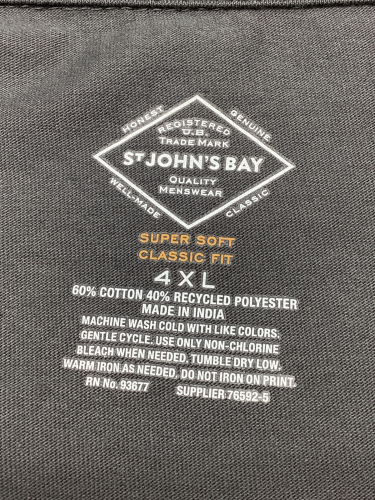 HONEST
GENUINE
REGISTERED
U.S.
TRADE MARK
ST JOHN'S BAY
QUALITY
MENSWEAR
WELL-MADE
CLASSIC
SUPER SOFT
CLASSIC FIT
4XL
60% COTTON 40% RECYCLED POLYESTER
MADE IN INDIA
MACHINE WASH COLD WITH LIKE COLORS.
GENTLE CYCLE. USE ONLY NON-CHLORINE
BLEACH WHEN NEEDED. TUMBLE DRY LOW.
WARM IRON AS NEEDED. DO NOT IRON ON PRINT.
RN No. 93677 SUPPLIER 76592-5